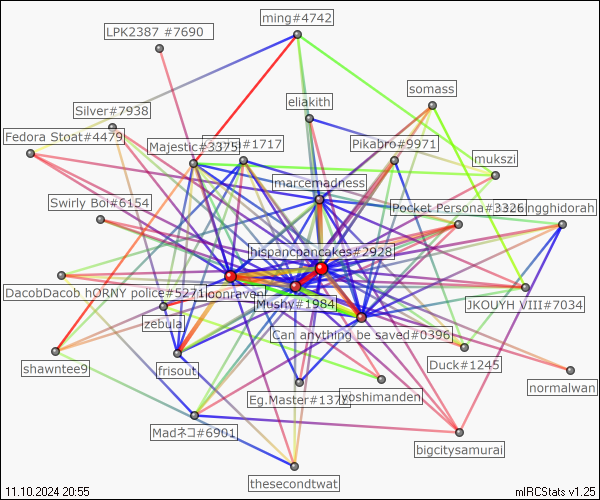 ming#4742
LPK2387 #7690
somass
eliakith
Silver#7938
Fedora Stoat#4479
Majestic#3375
#1717
Pikabro#9971
mukszi
marcemadness
Swirly Boi#6154
Pocket Persona#3326
ngghidorah
hispancpancakes#2928
DacobDacob hORNY police#5271
oonraven
Mushy#1984
JKOUYH VIII#7034
zebula
Can anything be saved#0396
shawntee9
frisout
Duck#1245
normalwan
Eg.Master#137
yoshimanden
Madネコ#6901
bigcitysamurai
thesecondtwat
11.10.2024 20:55
mIRCStats v1.25